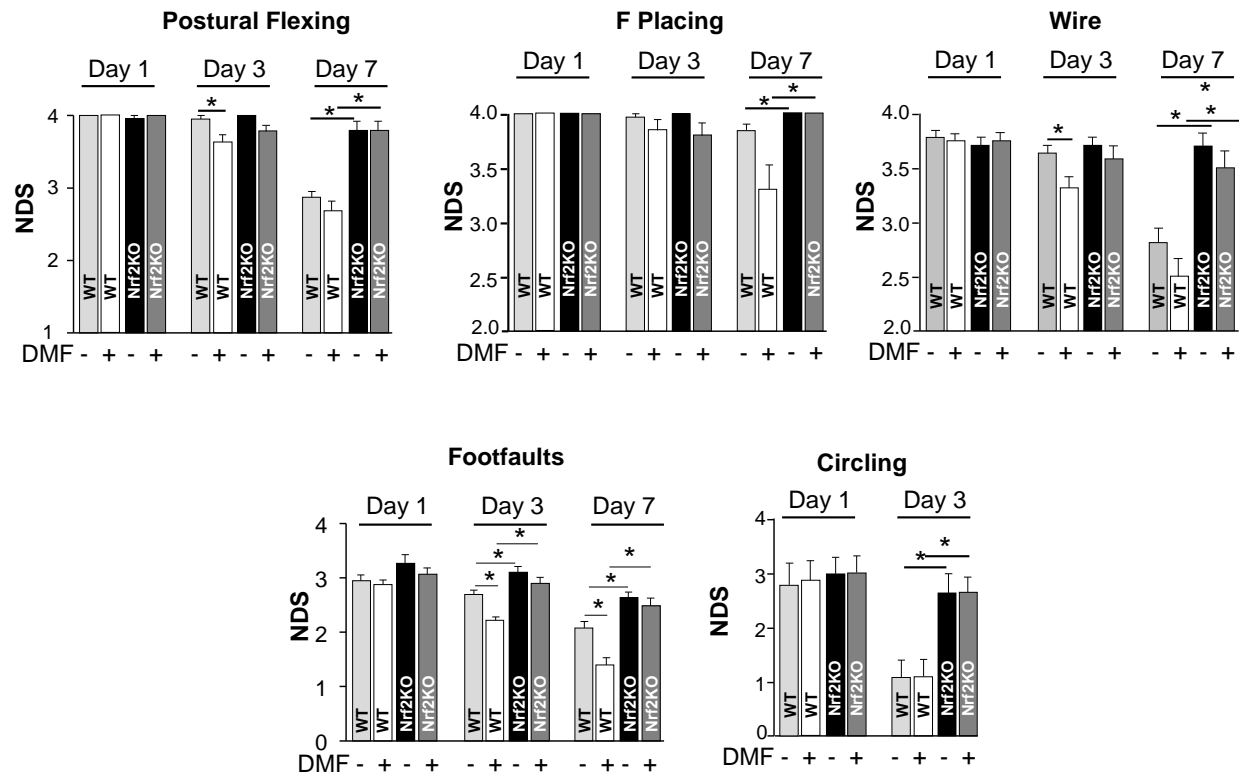 Postural Flexing
Day 1 Day 3 Day 7
* * *
4
3
2
1
NDS
WT WT Nrf2KO Nrf2KO WT WT Nrf2KO Nrf2KO WT WT Nrf2KO Nrf2KO
DMF - + - + - + - + - + - +
F Placing
Day 1 Day 3 Day 7
* *
4.0
3.5
3.0
2.5
2.0
NDS
WT WT Nrf2KO Nrf2KO WT WT Nrf2KO Nrf2KO WT WT Nrf2KO Nrf2KO
- + - + - + - + - + - +
Wire
Day 1 Day 3 Day 7
*
* * *
4.0
3.5
3.0
2.5
2.0
NDS
WT WT Nrf2KO Nrf2KO WT WT Nrf2KO Nrf2KO WT WT Nrf2KO Nrf2KO
- + - + - + - + - + - +
Footfaults
Day 1 Day 3 Day 7
* * * * * *
4
3
2
1
0
NDS
WT WT Nrf2KO Nrf2KO WT WT Nrf2KO Nrf2KO WT WT Nrf2KO Nrf2KO
DMF - + - + - + - + - + - +
Circling
Day 1 Day 3
* *
4
3
2
1
0
NDS
WT WT Nrf2KO Nrf2KO WT WT Nrf2KO Nrf2KO
DMF - + - + - + - +